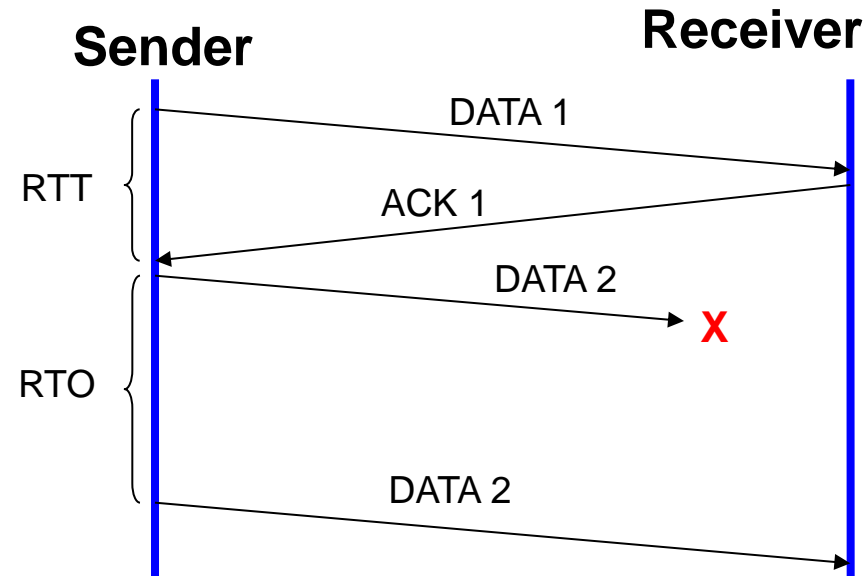 Sender
Receiver
DATA 1
RTT
ACK 1
DATA 2
X
RTO
DATA 2